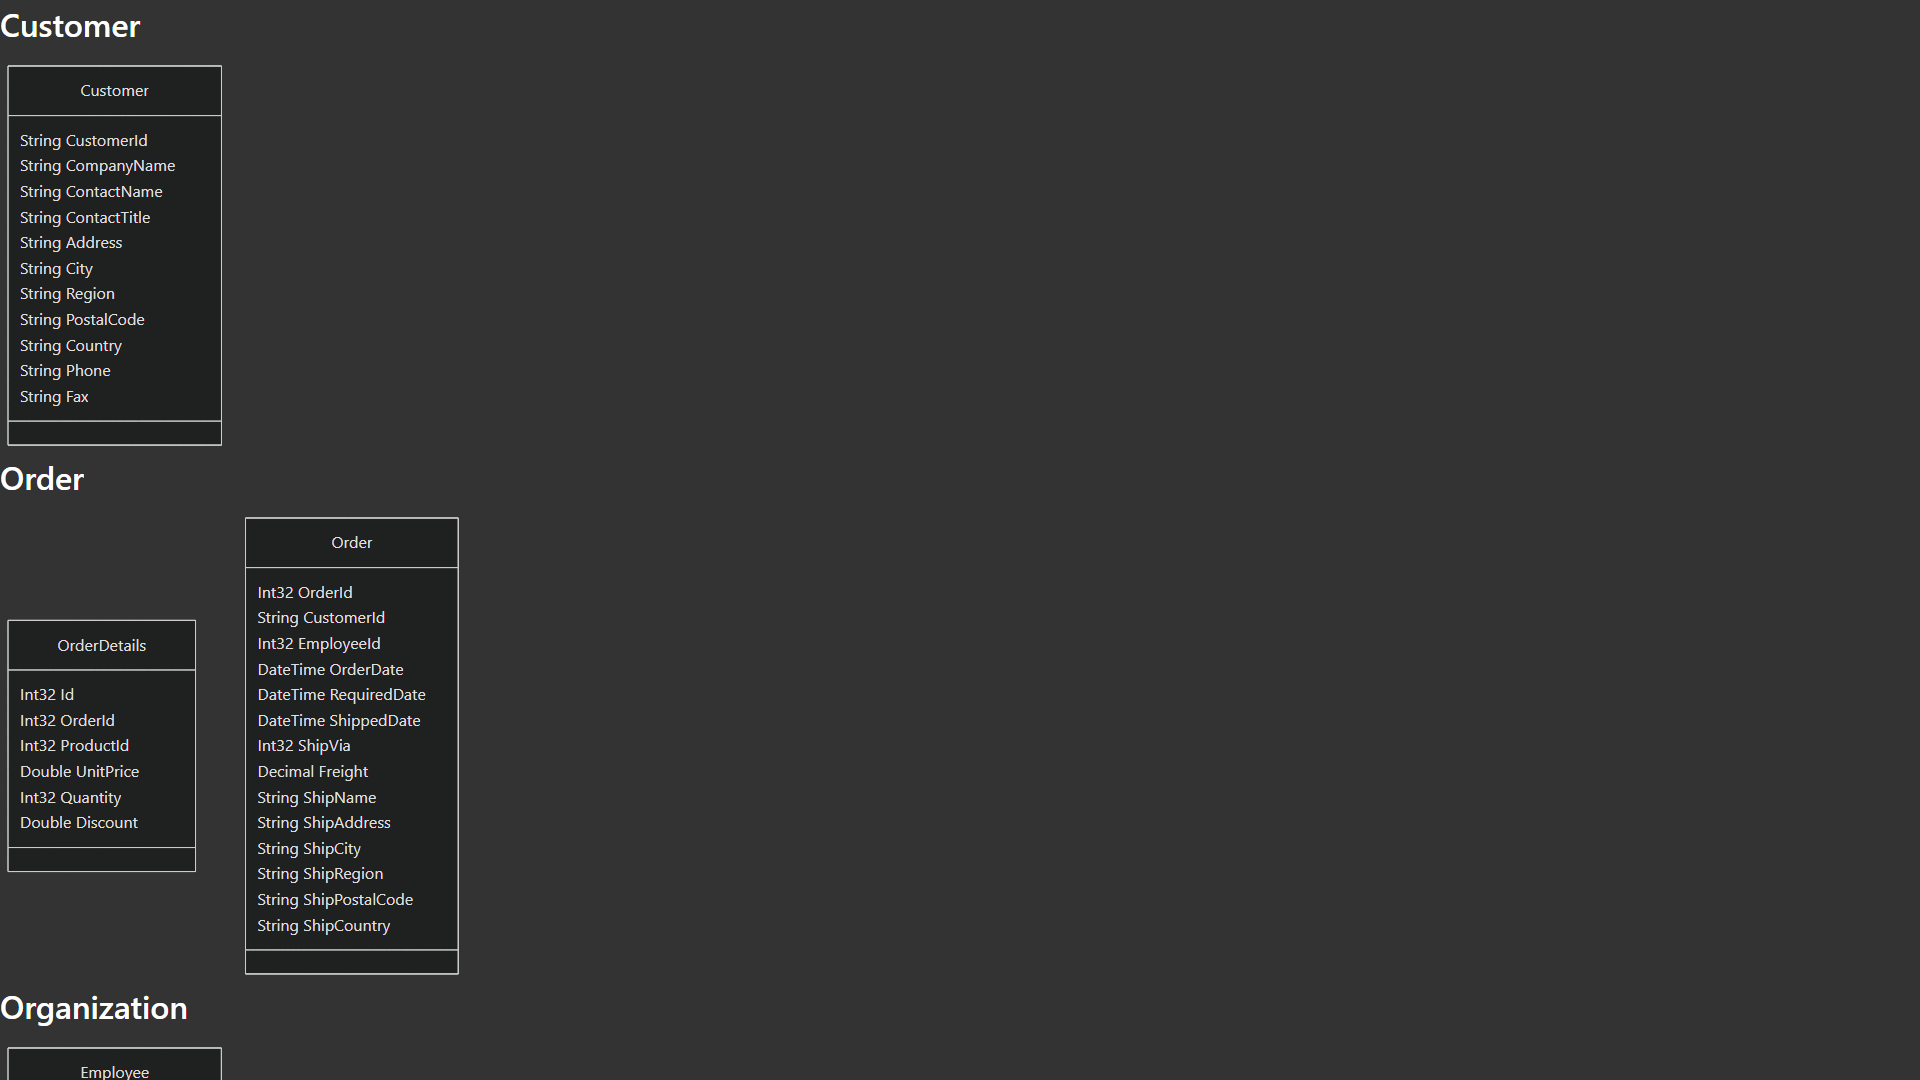 Customer
Customer
String CustomerId
String CompanyName
String ContactName
String ContactTitle
String Address
String City
String Region
String PostalCode
String Country
String Phone
String Fax
Order
OrderDetails
Int32 Id
Int32 OrderId
Int32 ProductId
Double UnitPrice
Int32 Quantity
Double Discount
Order
Int32 OrderId
String CustomerId
Int32 EmployeeId
DateTime OrderDate
DateTime RequiredDate
DateTime ShippedDate
Int32 ShipVia
Decimal Freight
String ShipName
String ShipAddress
String ShipCity
String ShipRegion
String ShipPostalCode
String ShipCountry
Organization
Employee